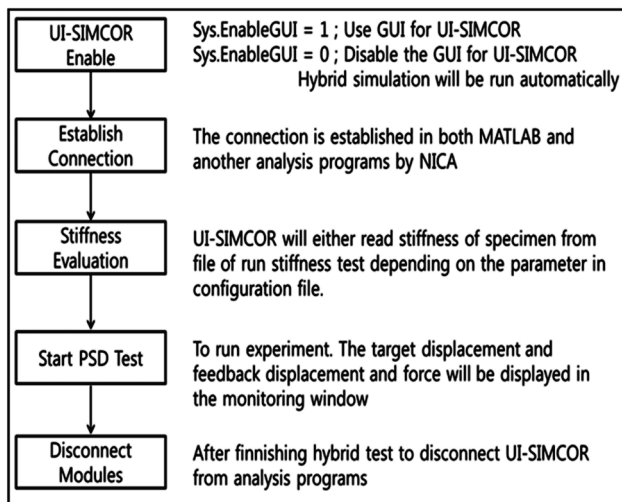 UI-SIMCOR
Enable
Sys.EnableGUI = 1 ; Use GUI for UI-SIMCOR
Sys.EnableGUI = 0 ; Disable the GUI for UI-SIMCOR
Hybrid simulation will be run automatically
Establish
Connection
The connection is established in both MATLAB and
another analysis programs by NICA
Stiffness
Evaluation
UI-SIMCOR will either read stiffness of specimen from
file of run stiffness test depending on the parameter in
configuration file.
Start PSD Test
To run experiment. The target displacement and
feedback displacement and force will be displayed in
the monitoring window
Disconnect
Modules
After finnishing hybrid test to disconnect UI-SIMCOR
from analysis programs